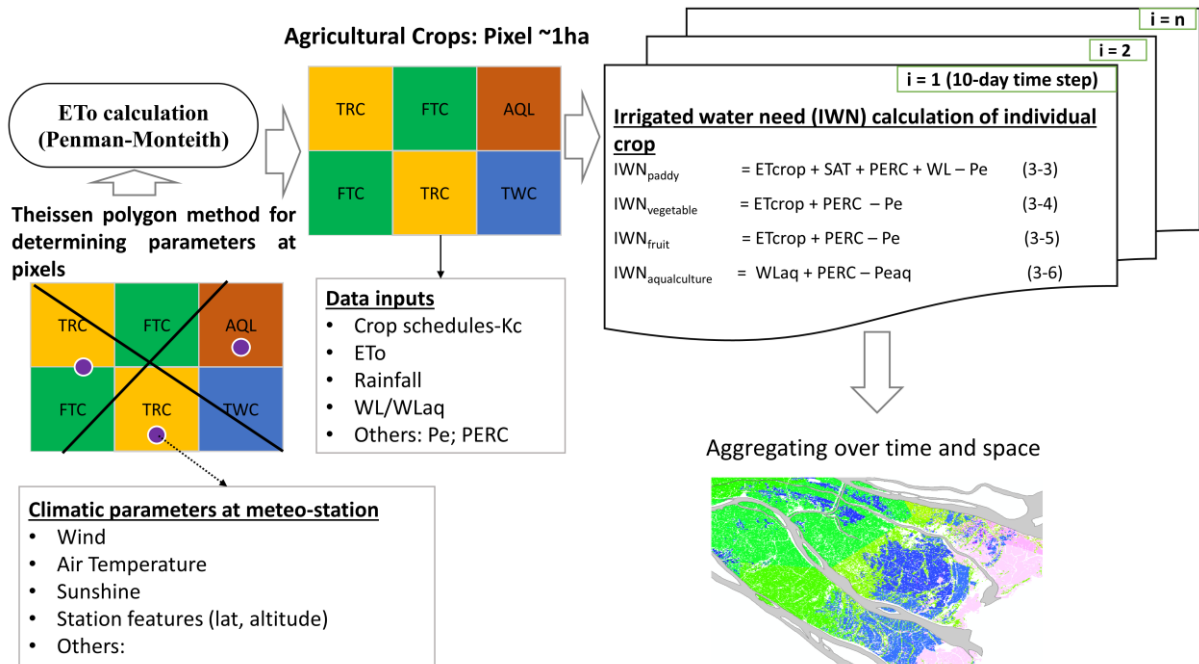 i = n
i = 2
i = 1 (10-day time step)
Agricultural Crops: Pixel ~1ha
ETo calculation
(Penman-Monteith)
TRC
FTC
AQL
FTC
TRC
TWC
Irrigated water need (IWN) calculation of individual
crop
IWNpaddy = ETcrop + SAT + PERC + WL – Pe (3-3)
IWNvegetable = ETcrop + PERC – Pe (3-4)
IWNfruit = ETcrop + PERC – Pe (3-5)
IWNaqualculture = WLaq + PERC – Peaq (3-6)
Theissen polygon method for
determining parameters at
pixels
TRC
FTC
AQL
FTC
TRC
TWC
Data inputs
• Crop schedules-Kc
• ETo
• Rainfall
• WL/WLaq
• Others: Pe; PERC
Climatic parameters at meteo-station
• Wind
• Air Temperature
• Sunshine
• Station features (lat, altitude)
• Others:
Aggregating over time and space